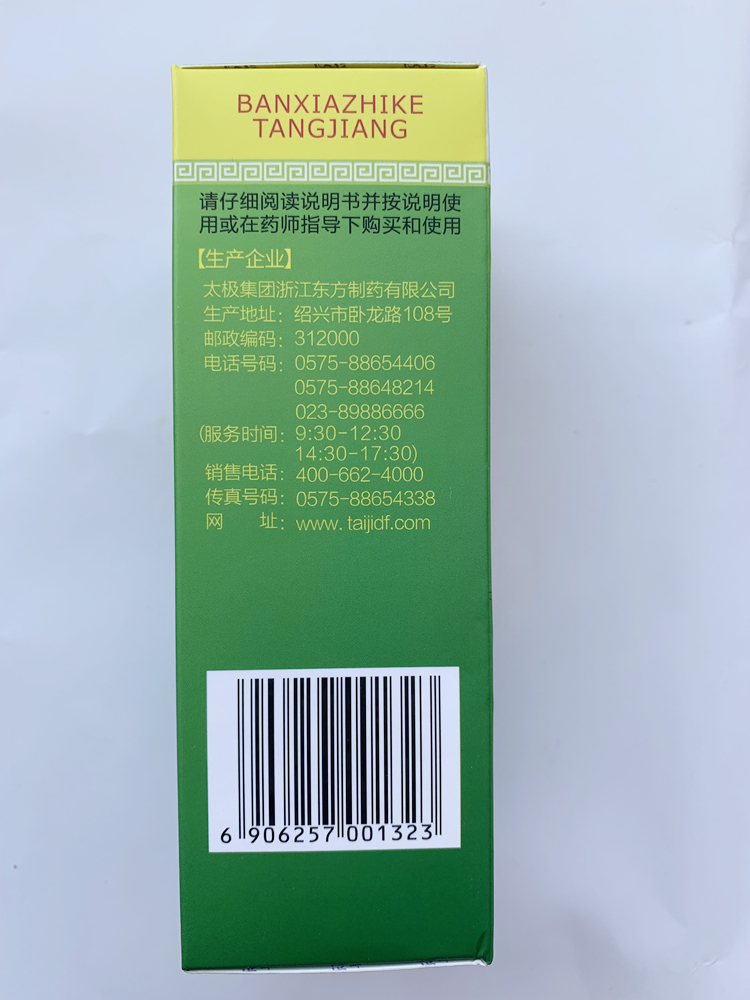 BANXIAZHIKE
TANGJIANG
请仔细阅读说明书并按说明使
用或在药师指导下购买和使用
【生产企业】
太极集团浙江东方制药有限公司
生产地址：绍兴市卧龙路108号
邮政编码：312000
电话号码：0575-88654406
0575-88648214
023-89886666
(服务时间：9:30-12:30
14:30-17:30)
销售电话：400-662-4000
传真号码：0575-88654338
网　　址：www. taijidf.com
6 906257 001323